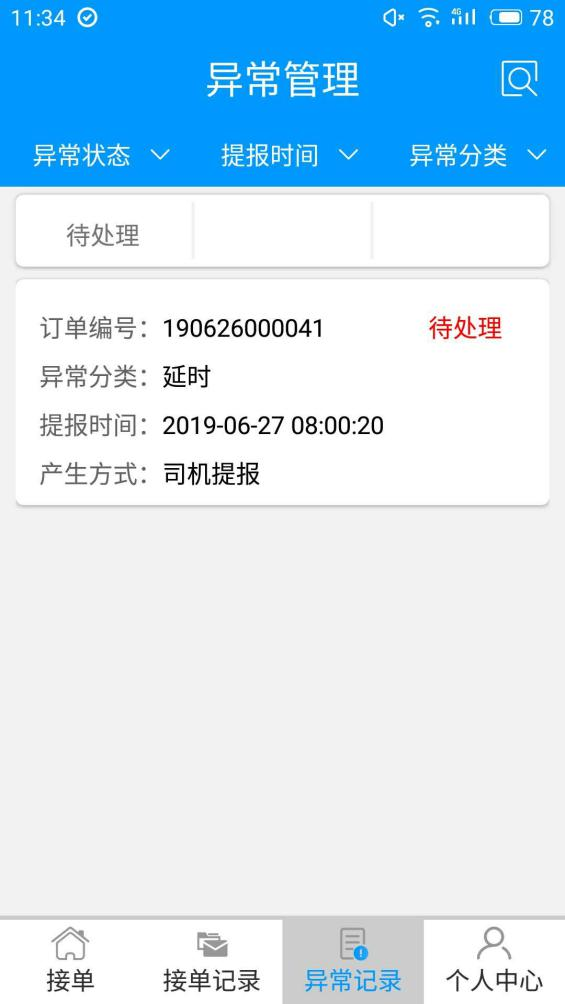 11:34
4G
78
异常管理
异常状态 提报时间 异常分类
待处理
订单编号：190626000041 待处理
异常分类：延时
提报时间：2019-06-27 08:00:20
产生方式：司机提报
接单 接单记录 异常记录 个人中心